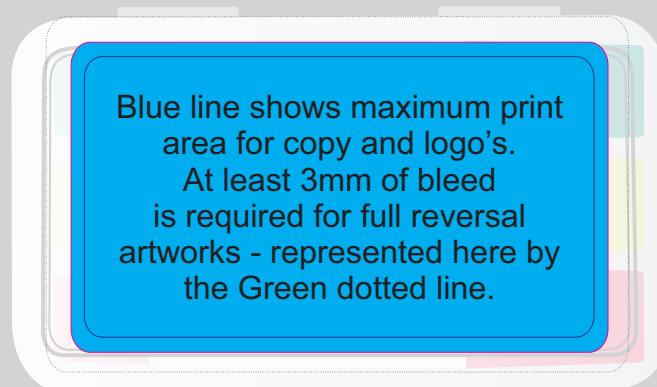 Blue line shows maximum print
area for copy and logo's.
At least 3mm of bleed
is required for full reversal
artworks - represented here by
the Green dotted line.